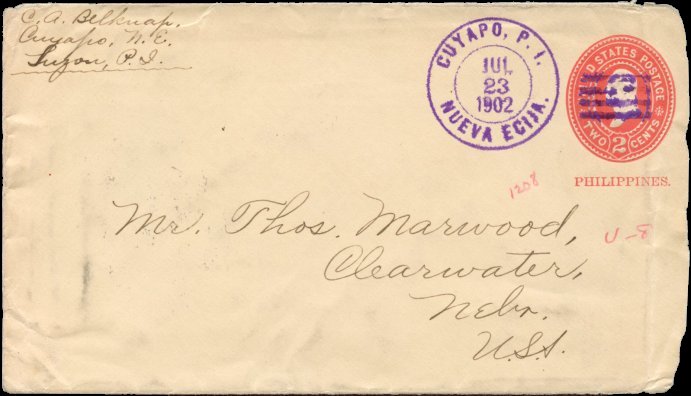 C. A. Belknap,
Cuyapo, N. E.
Luzon, P. I.
CUYAPO, P. I.
JUL
23
1902
NUEVA ECIJA.
UNITED STATES POSTAGE
TWO 2 CENTS
PHILIPPINES.
1208
U-8
Mr. Thos. Marwood,
Clearwater,
Nebr.
U.S.